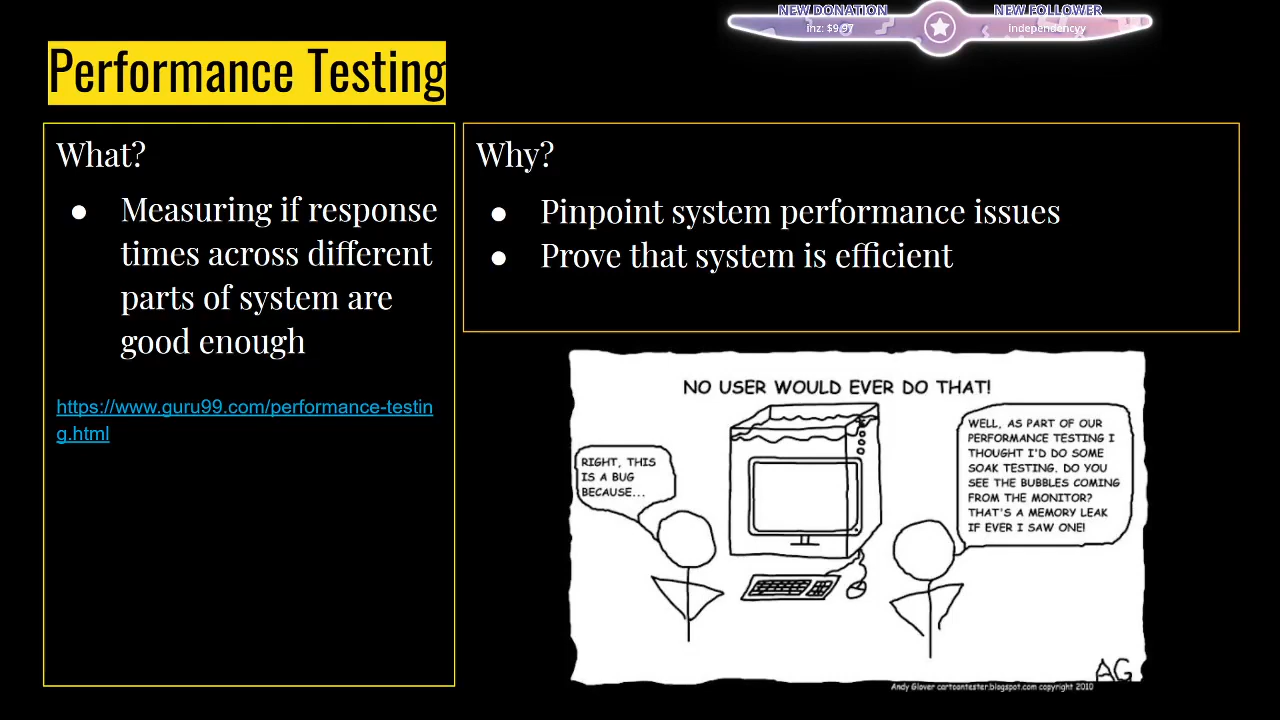 NEW DONATION
inz: $9.97
NEW FOLLOWER
independencyy
Performance Testing
What?
● Measuring if response
times across different
parts of system are
good enough
https://www.guru99.com/performance-testin
g.html
Why?
● Pinpoint system performance issues
● Prove that system is efficient
NO USER WOULD EVER DO THAT!
RIGHT, THIS
IS A BUG
BECAUSE...
WELL, AS PART OF OUR
PERFORMANCE TESTING I
THOUGHT I'D DO SOME
SOAK TESTING. DO YOU
SEE THE BUBBLES COMING
FROM THE MONITOR?
THAT'S A MEMORY LEAK
IF EVER I SAW ONE!
AG
Andy Glover cartoontester.blogspot.com copyright 2010